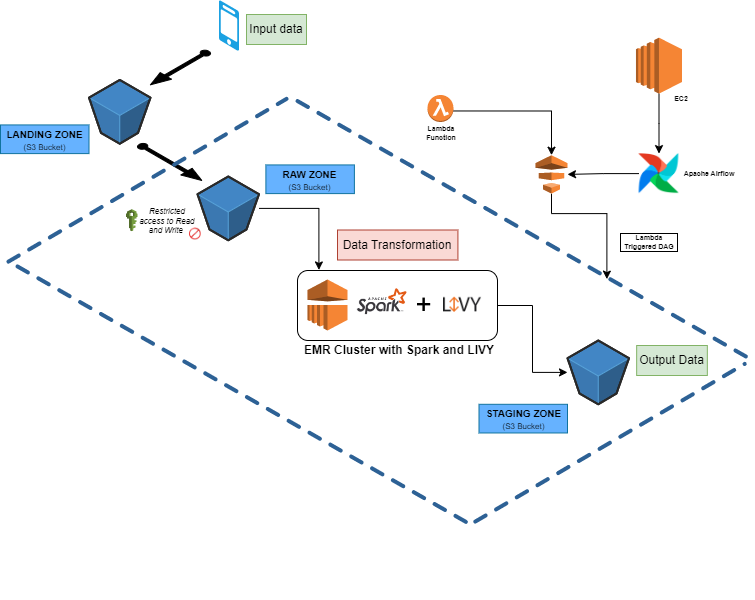 Input data
LANDING ZONE
(S3 Bucket)
RAW ZONE
(S3 Bucket)
Restricted
access to Read
and Write
Data Transformation
APACHE
Spark
+
LIVY
EMR Cluster with Spark and LIVY
Output Data
STAGING ZONE
(S3 Bucket)
Lambda
Function
EC2
Apache Airflow
Lambda
Triggered DAG